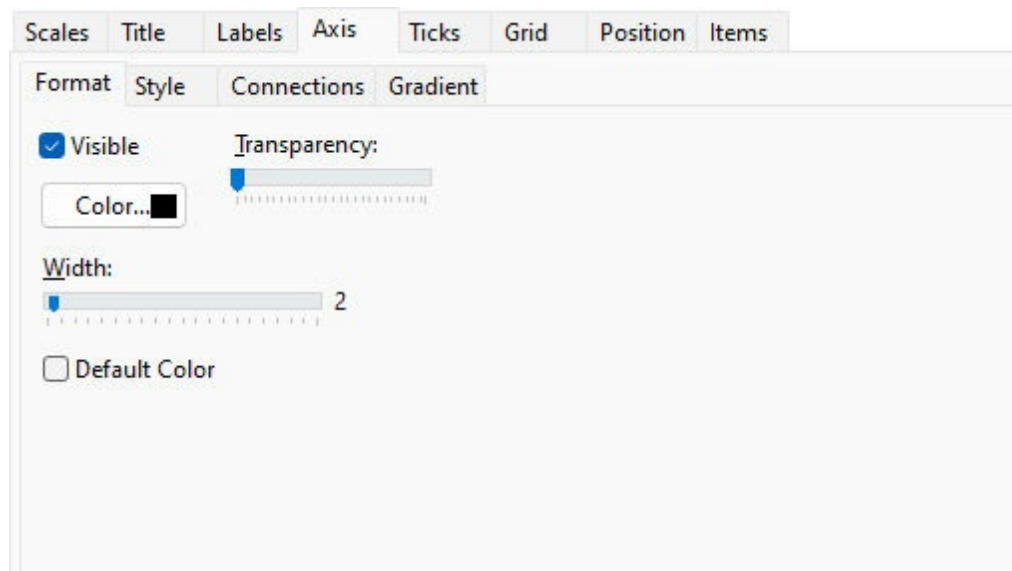 Scales Title Labels Axis Ticks Grid Position Items
Format Style Connections Gradient
Visible Transparency:
Color...
Width:
2
Default Color